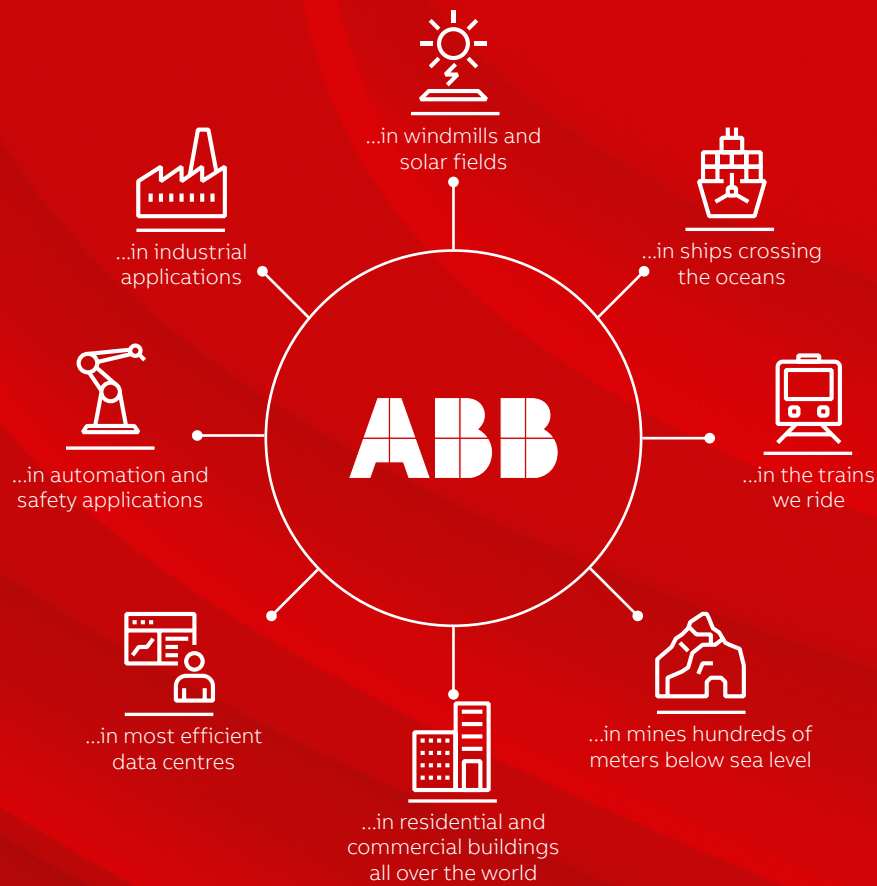 ...in windmills and
solar fields
...in industrial
applications
...in ships crossing
the oceans
ABB
...in automation and
safety applications
...in the trains
we ride
...in most efficient
data centres
...in mines hundreds of
meters below sea level
...in residential and
commercial buildings
all over the world